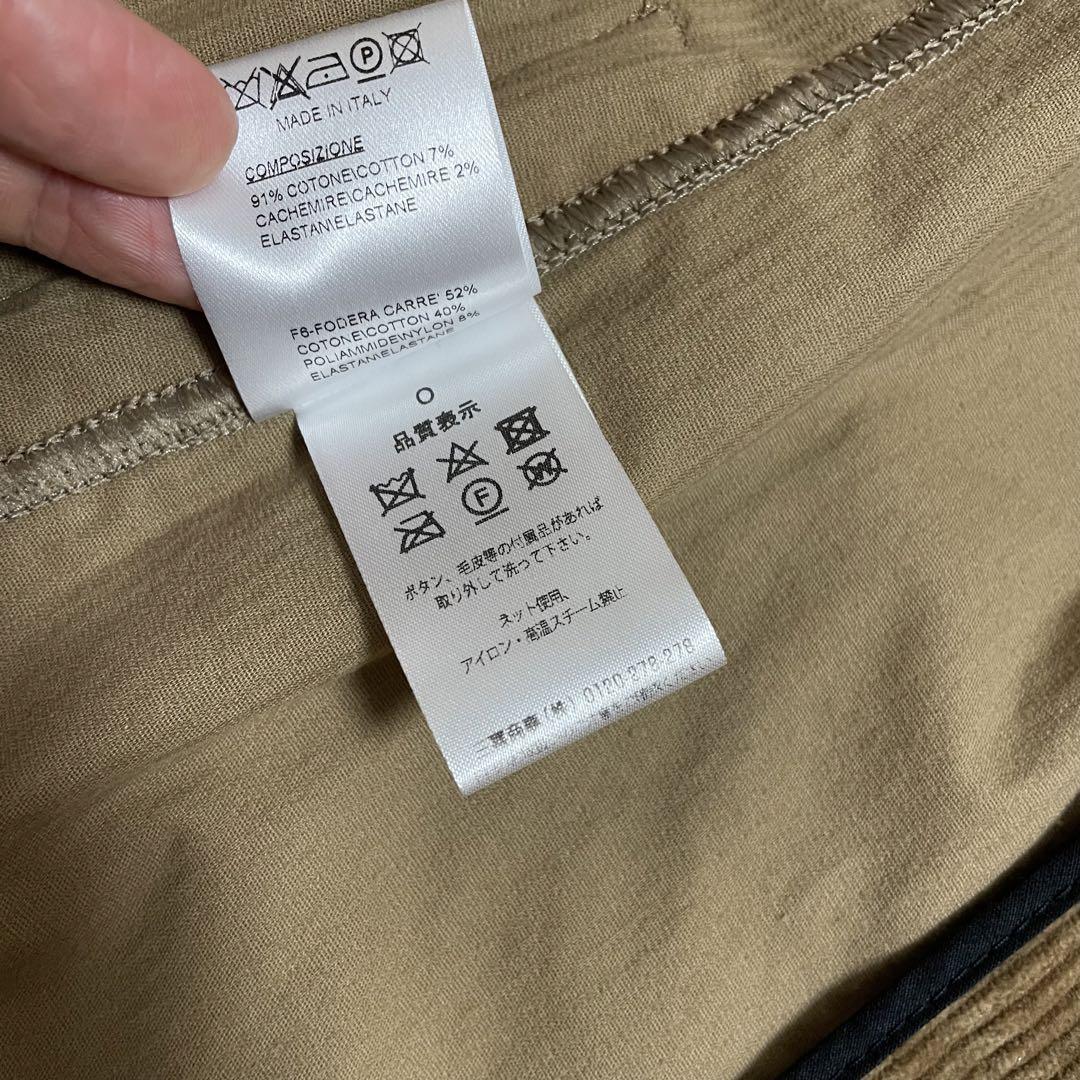 P
MADE IN ITALY
COMPOSIZIONE
91% COTONE\COTTON 7%
CACHEMIRE\CACHEMIRE 2%
ELASTAN\ELASTANE
F6-FODERA CARRE' 52%
COTONE\COTTON 40%
POLIAMMIDE\NYLON 8%
ELASTAN\ELASTANE
品質表示
F W
ボタン、毛皮等の付属品があれば
取り外して洗って下さい。
ネット使用、
アイロン・高温スチーム禁止
0120-278-278